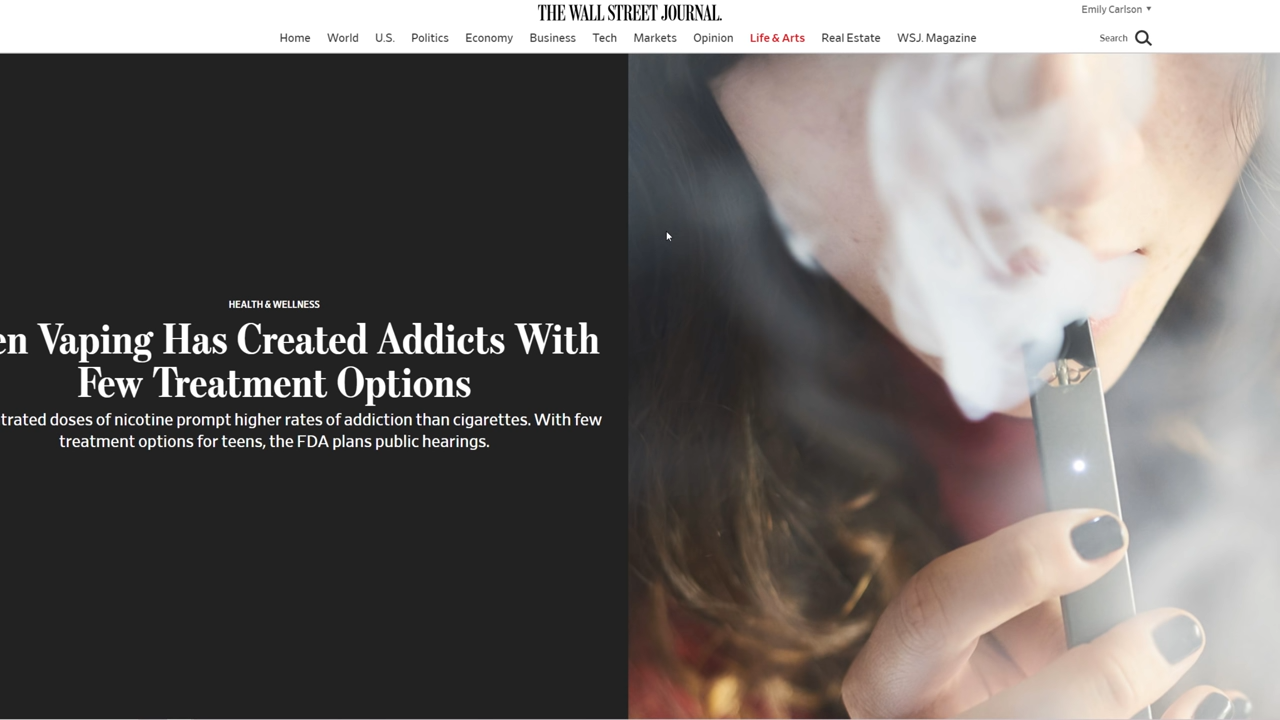 THE WALL STREET JOURNAL.
Emily Carlson
Home World U.S. Politics Economy Business Tech Markets Opinion Life & Arts Real Estate WSJ. Magazine
Search
HEALTH & WELLNESS
en Vaping Has Created Addicts With
Few Treatment Options
trated doses of nicotine prompt higher rates of addiction than cigarettes. With few
treatment options for teens, the FDA plans public hearings.